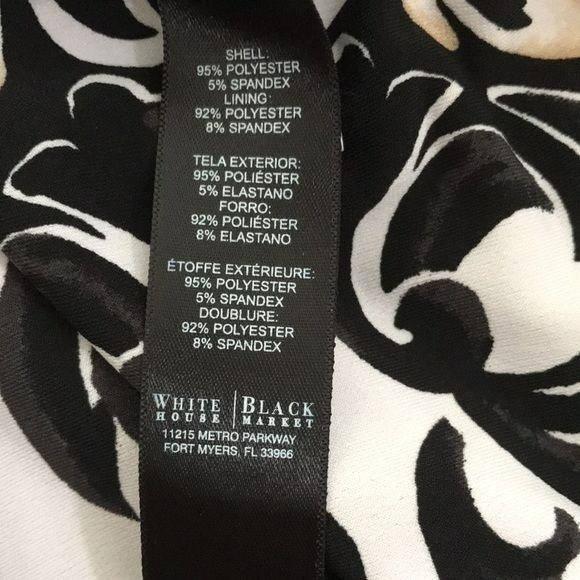 SHELL:
95% POLYESTER
5% SPANDEX
LINING:
92% POLYESTER
8% SPANDEX
TELA EXTERIOR:
95% POLIÉSTER
5% ELASTANO
FORRO:
92% POLIÉSTER
8% ELASTANO
ÉTOFFE EXTÉRIEURE:
95% POLYESTER
5% SPANDEX
DOUBLURE:
92% POLYESTER
8% SPANDEX
WHITE | BLACK
HOUSE | MARKET
11215 METRO PARKWAY
FORT MYERS, FL 33966